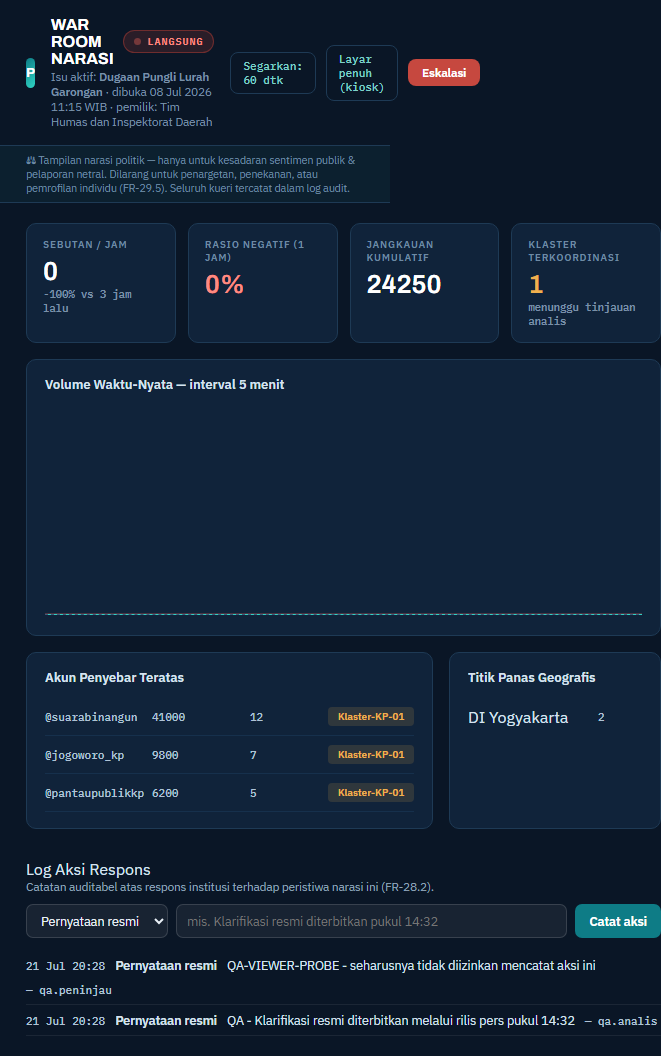 P
WAR
ROOM
NARASI
LANGSUNG
Isu aktif: Dugaan Pungli Lurah
Garongan · dibuka 08 Jul 2026
11:15 WIB · pemilik: Tim
Humas dan Inspektorat Daerah
Segarkan:
60 dtk
Layar
penuh
(kiosk)
Eskalasi
⚖ Tampilan narasi politik — hanya untuk kesadaran sentimen publik &
pelaporan netral. Dilarang untuk penargetan, penekanan, atau
pemrofilan individu (FR-29.5). Seluruh kueri tercatat dalam log audit.
SEBUTAN / JAM
0
-100% vs 3 jam
lalu
RASIO NEGATIF (1
JAM)
0%
JANGKAUAN
KUMULATIF
24250
KLASTER
TERKOORDINASI
1
menunggu tinjauan
analis
Volume Waktu-Nyata — interval 5 menit
Akun Penyebar Teratas
@suarabinangun 41000 12 Klaster-KP-01
@jogoworo_kp 9800 7 Klaster-KP-01
@pantaupublikkp 6200 5 Klaster-KP-01
Titik Panas Geografis
DI Yogyakarta 2
Log Aksi Respons
Catatan auditabel atas respons institusi terhadap peristiwa narasi ini (FR-28.2).
Pernyataan resmi mis. Klarifikasi resmi diterbitkan pukul 14:32 Catat aksi
21 Jul 20:28 Pernyataan resmi QA-VIEWER-PROBE - seharusnya tidak diizinkan mencatat aksi ini
— qa.peninjau
21 Jul 20:28 Pernyataan resmi QA - Klarifikasi resmi diterbitkan melalui rilis pers pukul 14:32 — qa.analis